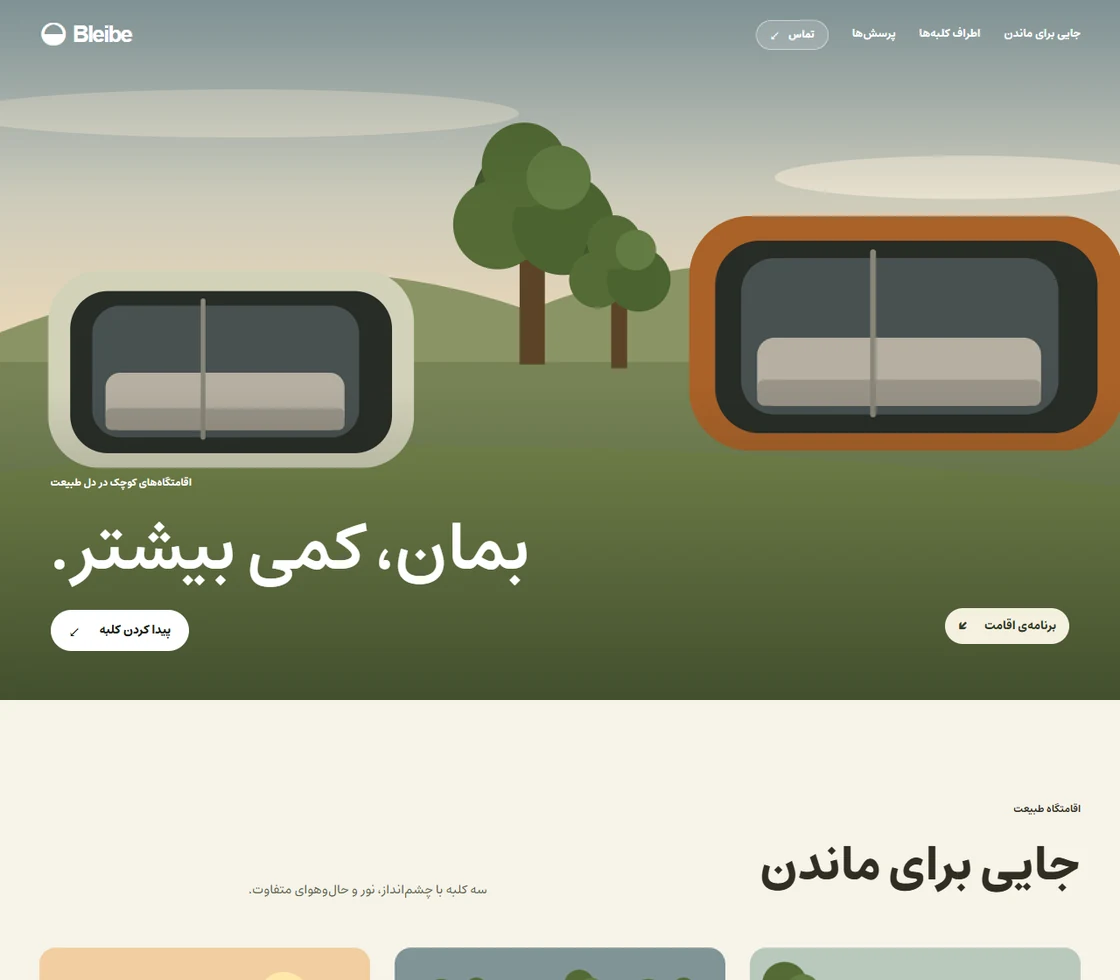 Bleibe
جایی برای ماندن
اطراف کلبه‌ها
پرسش‌ها
تماس
اقامتگاه‌های کوچک در دل طبیعت
بمان، کمی بیشتر.
پیدا کردن کلبه
برنامه‌ی اقامت
اقامتگاه طبیعت
جایی برای ماندن
سه کلبه با چشم‌انداز، نور و حال‌وهوای متفاوت.